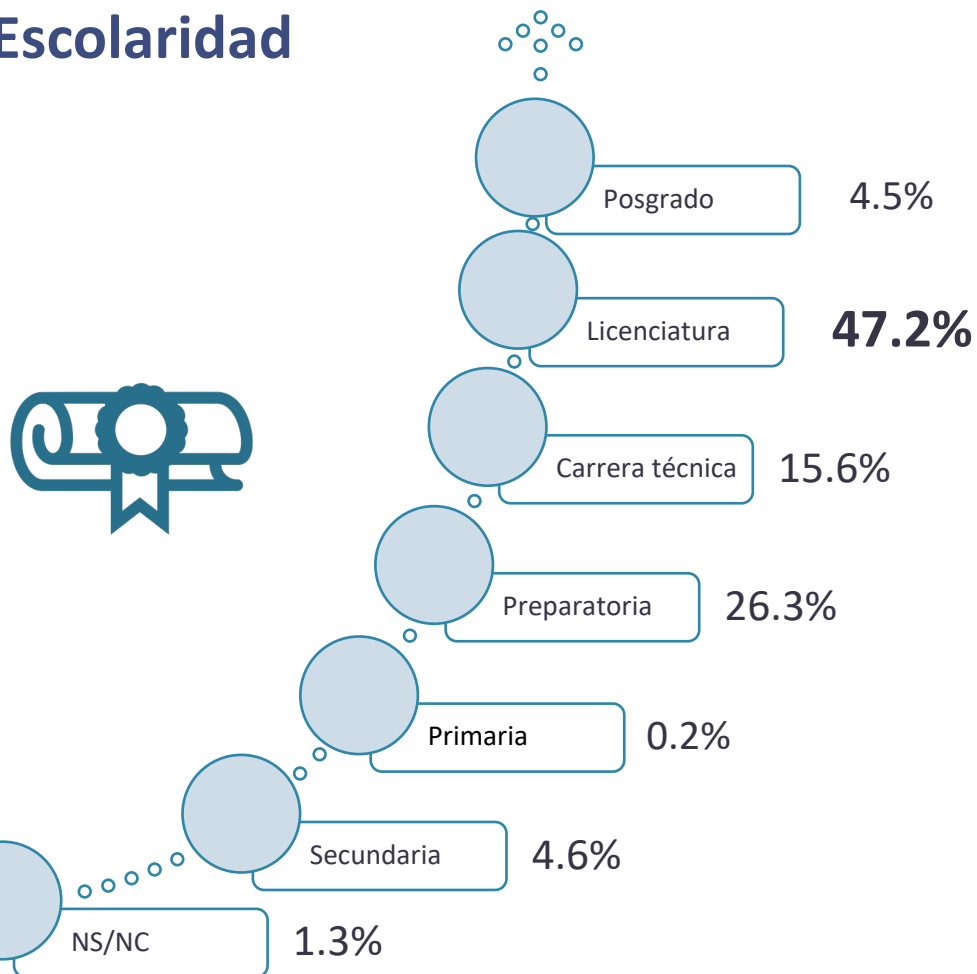 Escolaridad
Posgrado 4.5%
Licenciatura 47.2%
Carrera técnica 15.6%
Preparatoria 26.3%
Primaria 0.2%
Secundaria 4.6%
NS/NC 1.3%